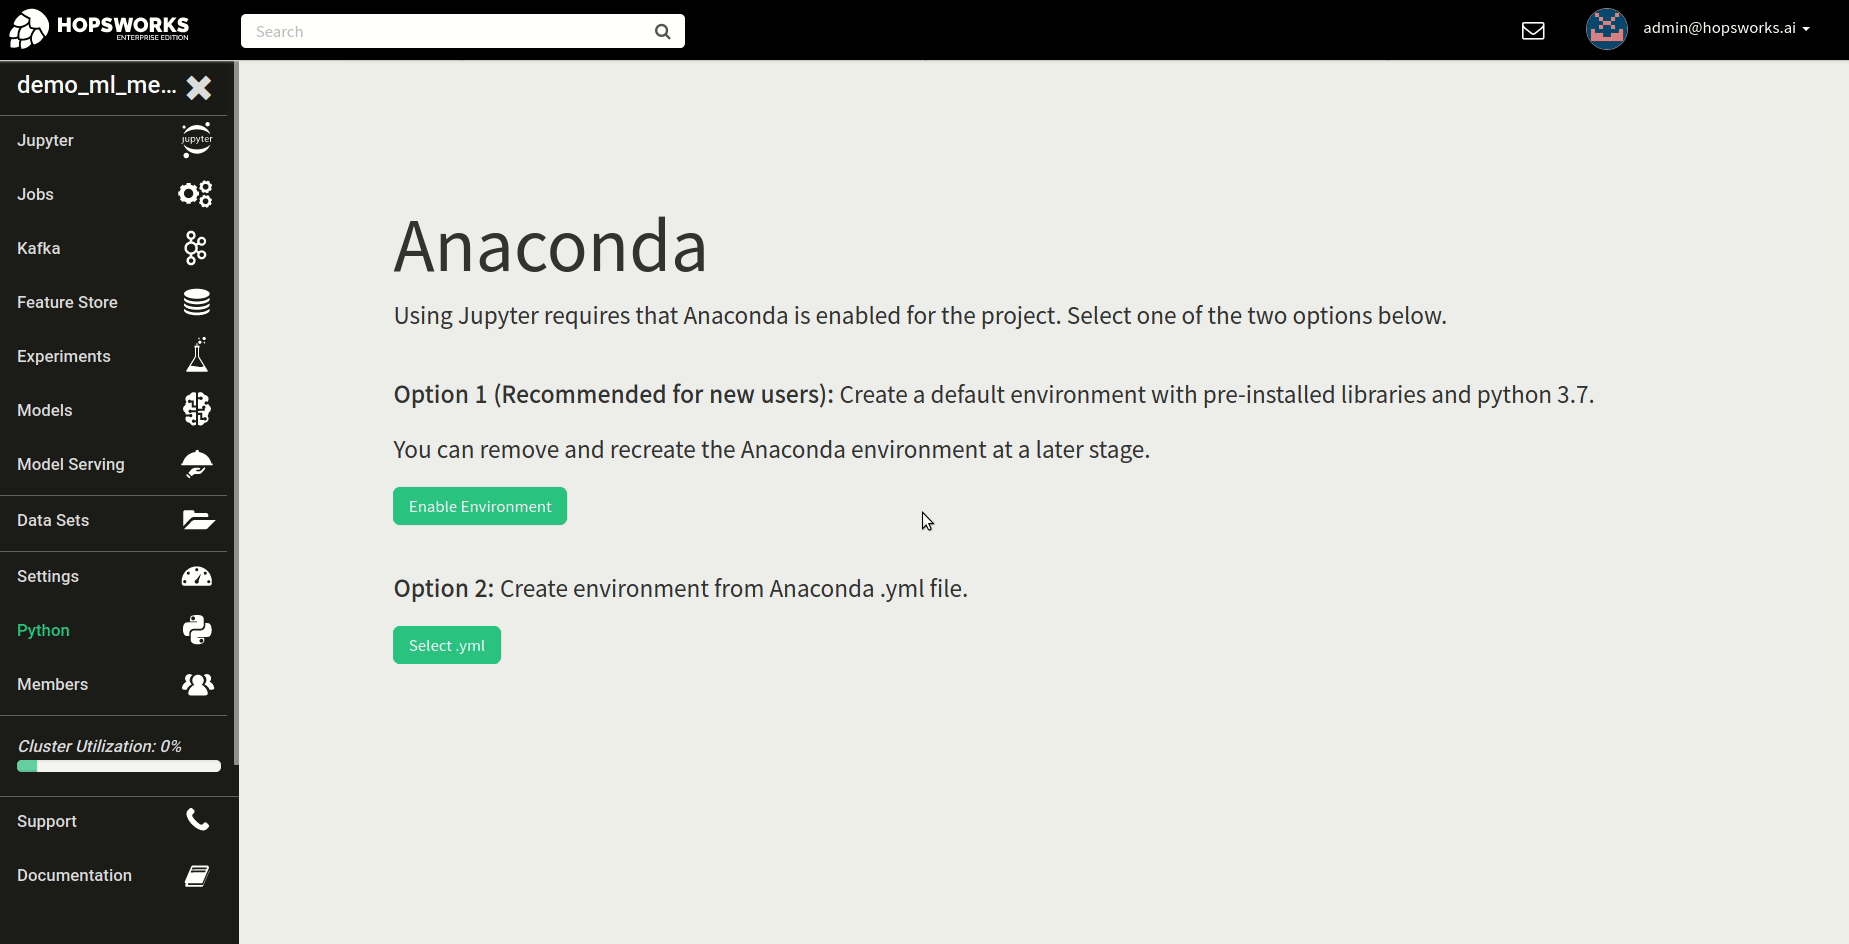 HOPSWORKS
ENTERPRISE EDITION
Search
admin@hopsworks.ai
demo_ml_me...
Jupyter
jupyter
Jobs
Kafka
Feature Store
Experiments
Models
Model Serving
Data Sets
Settings
Python
Members
Cluster Utilization: 0%
Support
Documentation
Anaconda
Using Jupyter requires that Anaconda is enabled for the project. Select one of the two options below.
Option 1 (Recommended for new users): Create a default environment with pre-installed libraries and python 3.7.
You can remove and recreate the Anaconda environment at a later stage.
Enable Environment
Option 2: Create environment from Anaconda .yml file.
Select .yml